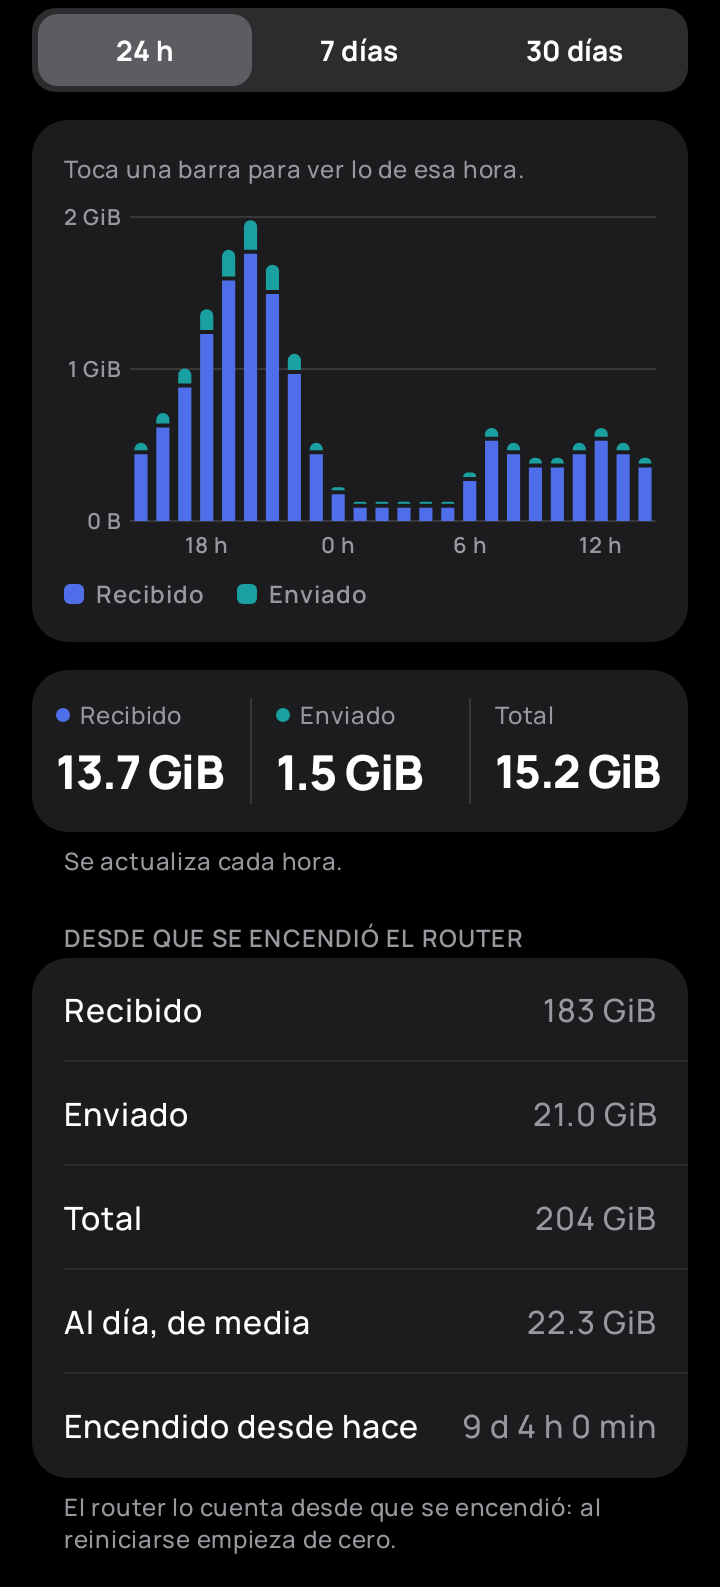 24 h 7 días 30 días
Toca una barra para ver lo de esa hora.
2 GiB
1 GiB
0 B
18 h 0 h 6 h 12 h
Recibido Enviado
Recibido Enviado Total
13.7 GiB 1.5 GiB 15.2 GiB
Se actualiza cada hora.
DESDE QUE SE ENCENDIÓ EL ROUTER
Recibido 183 GiB
Enviado 21.0 GiB
Total 204 GiB
Al día, de media 22.3 GiB
Encendido desde hace 9 d 4 h 0 min
El router lo cuenta desde que se encendió: al
reiniciarse empieza de cero.